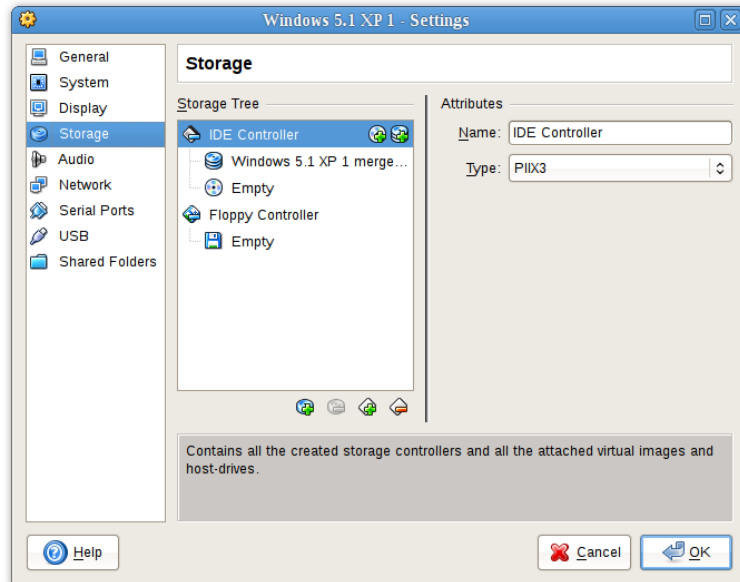 Windows 5.1 XP 1 - Settings
General
System
Display
Storage
Audio
Network
Serial Ports
USB
Shared Folders
Storage
Storage Tree
IDE Controller
Windows 5.1 XP 1 merge...
Empty
Floppy Controller
Empty
Attributes
Name: IDE Controller
Type: PIIX3
Contains all the created storage controllers and all the attached virtual images and
host-drives.
Help
Cancel
OK